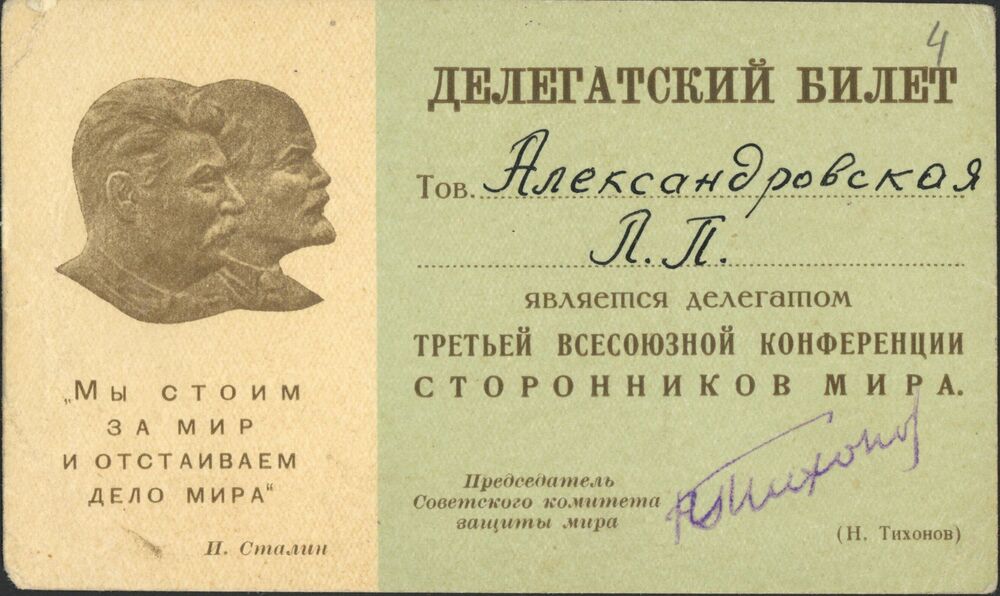 „Мы стоим
за мир
и отстаиваем
дело мира“
И. Сталин
4
ДЕЛЕГАТСКИЙ БИЛЕТ
Тов. Александровская
Л. П.
является делегатом
ТРЕТЬЕЙ ВСЕСОЮЗНОЙ КОНФЕРЕНЦИИ
СТОРОННИКОВ МИРА.
Председатель
Советского комитета
защиты мира
Н Тихонов
(Н. Тихонов)